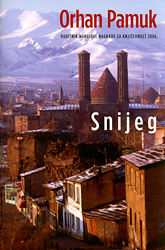 Orhan Pamuk
DOBITNIK NOBELOVE NAGRADE ZA KNJIŽEVNOST 2006.
Snijeg